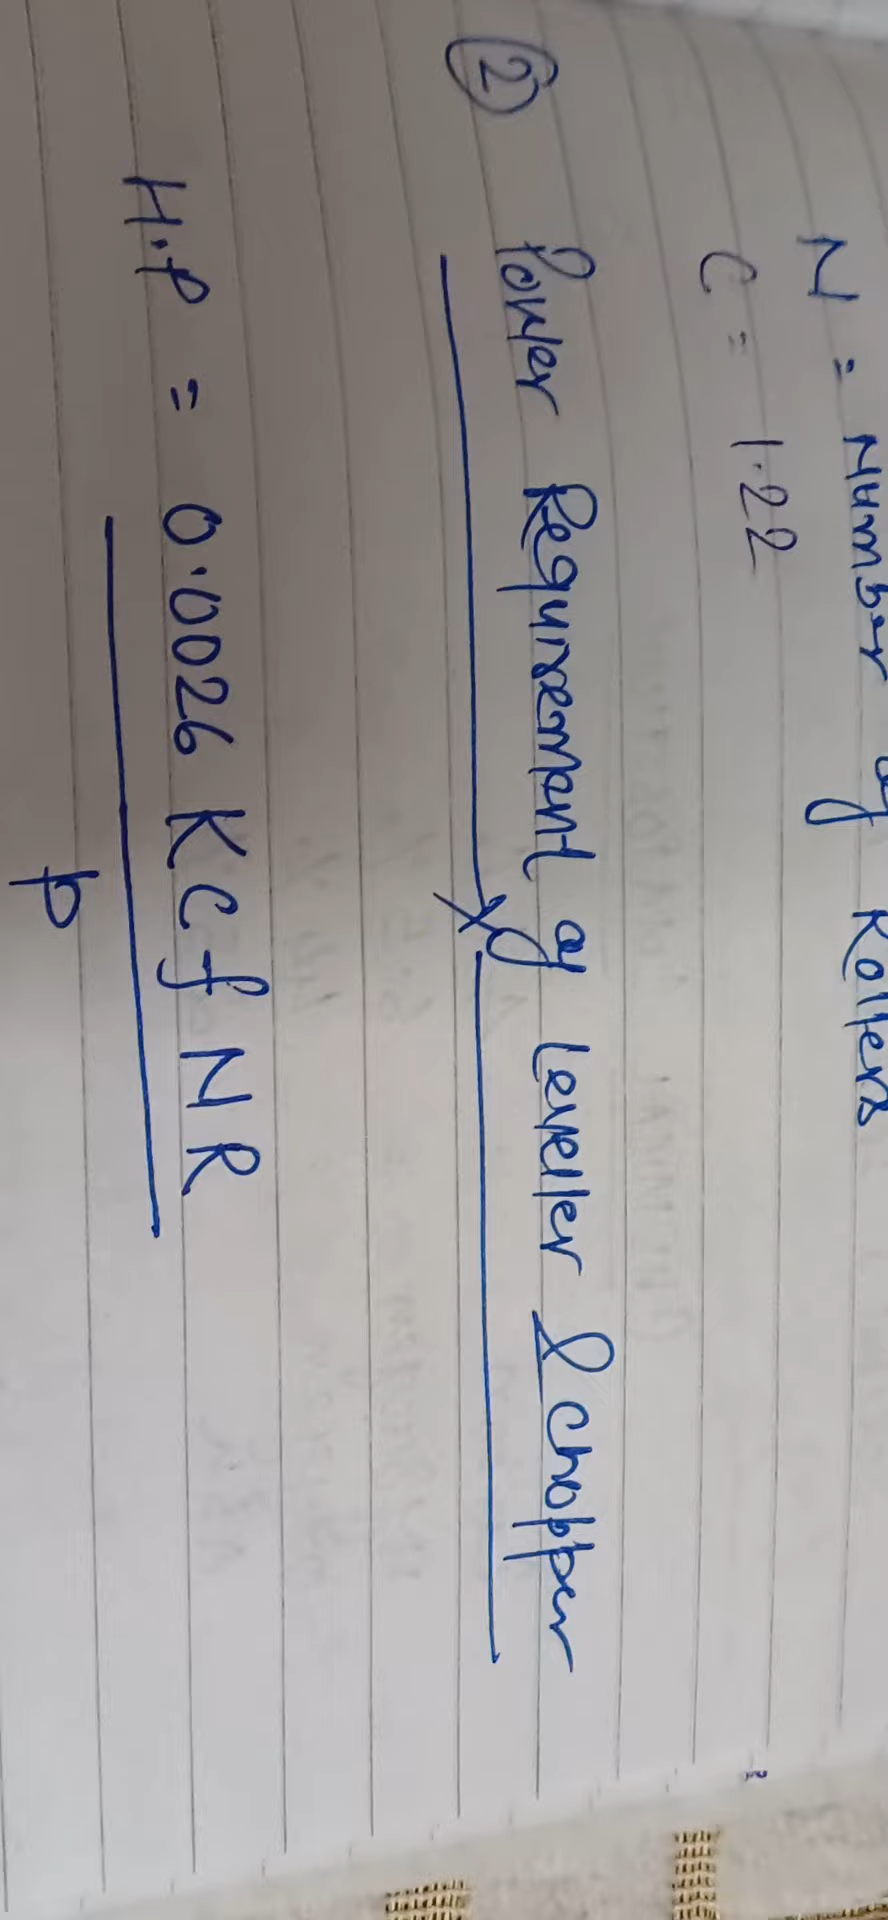 N = Number of Rollers
C = 1.22
② Power Requirement of Leveller & Chopper
H.P = 0.0026 K C f N R
p